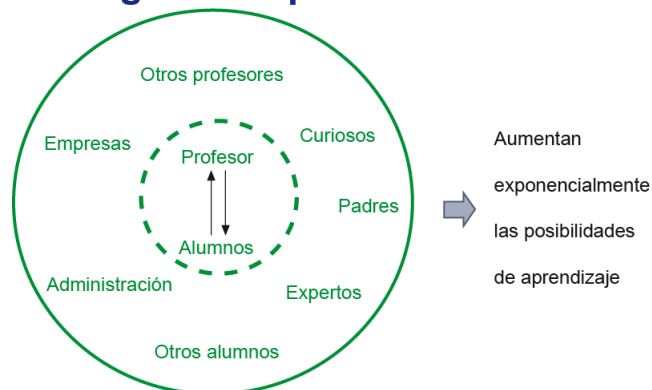 Otros profesores
Empresas
Curiosos
Profesor
Padres
Alumnos
Administración
Expertos
Otros alumnos
Aumentan
exponencialmente
las posibilidades
de aprendizaje